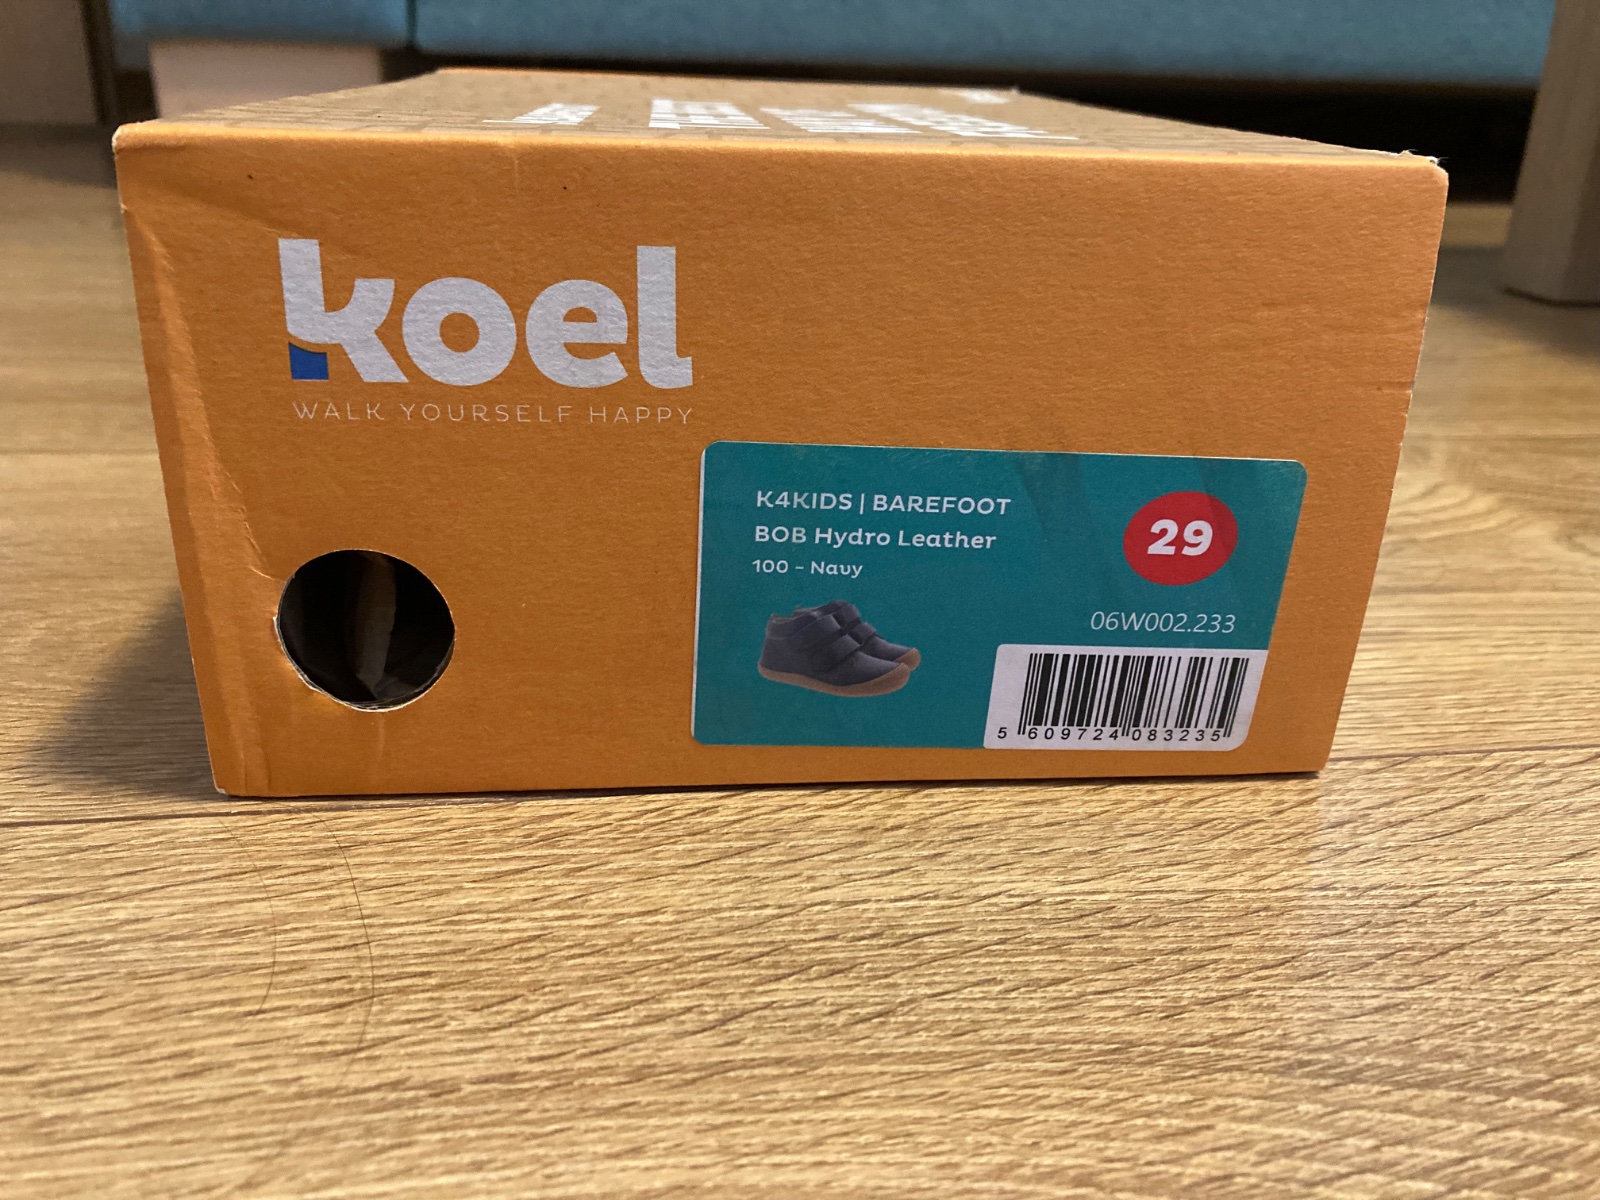 koel
WALK YOURSELF HAPPY
K4KIDS | BAREFOOT
BOB Hydro Leather
100 - Navy
29
06W002.233
5 609724 083235